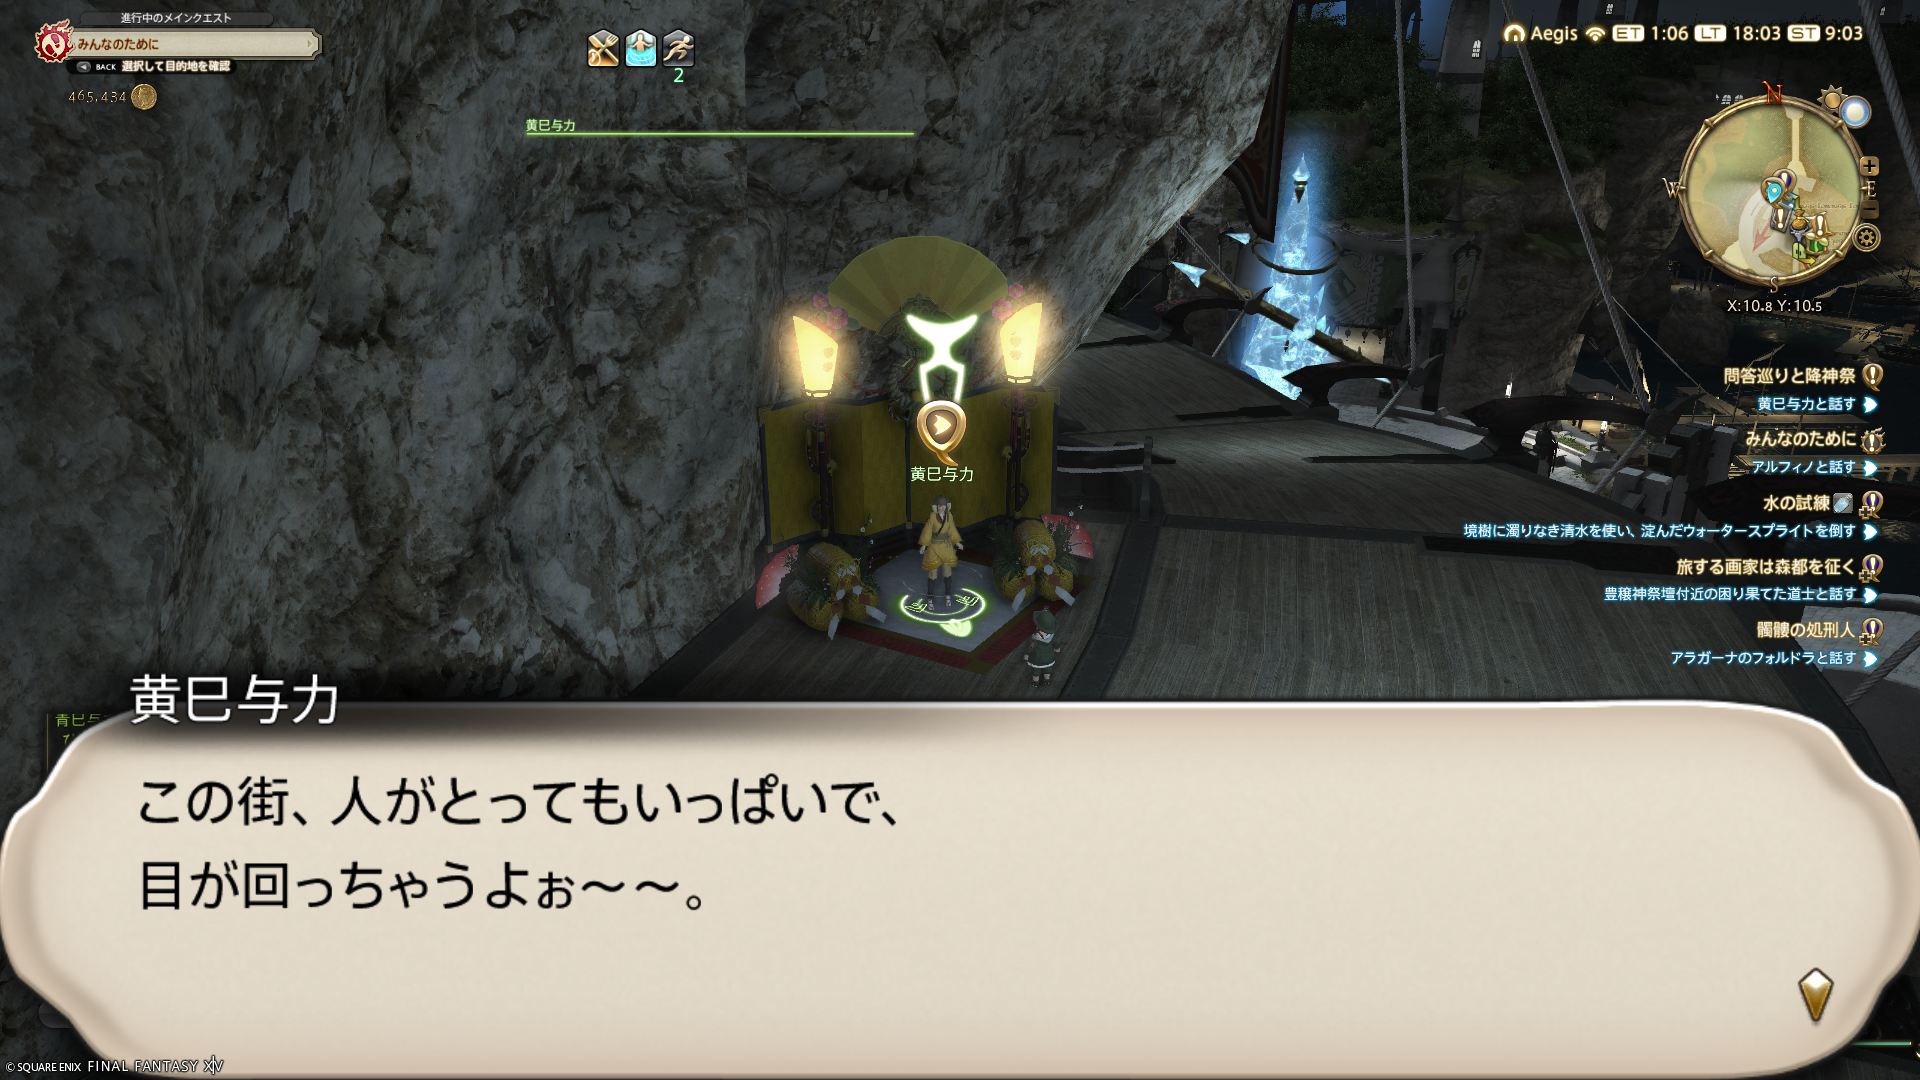 進行中のメインクエスト
みんなのために
BACK 選択して目的地を確認
465,434
黄巳与力
Aegis ET 1:06 LT 18:03 ST 9:03
N
W
E
S
X:10.8 Y:10.5
2
問答巡りと降神祭
黄巳与力と話す
みんなのために
アルフィノと話す
水の試練
境樹に濁りなき清水を使い、淀んだウォータースプライトを倒す
旅する画家は森都を征く
豊穣神祭壇付近の困り果てた道士と話す
髑髏の処刑人
アラガーナのフォルドラと話す
黄巳与力
黄巳与力
この街、人がとってもいっぱいで、
目が回っちゃうよぉ～～。
© SQUARE ENIX FINAL FANTASY XIV